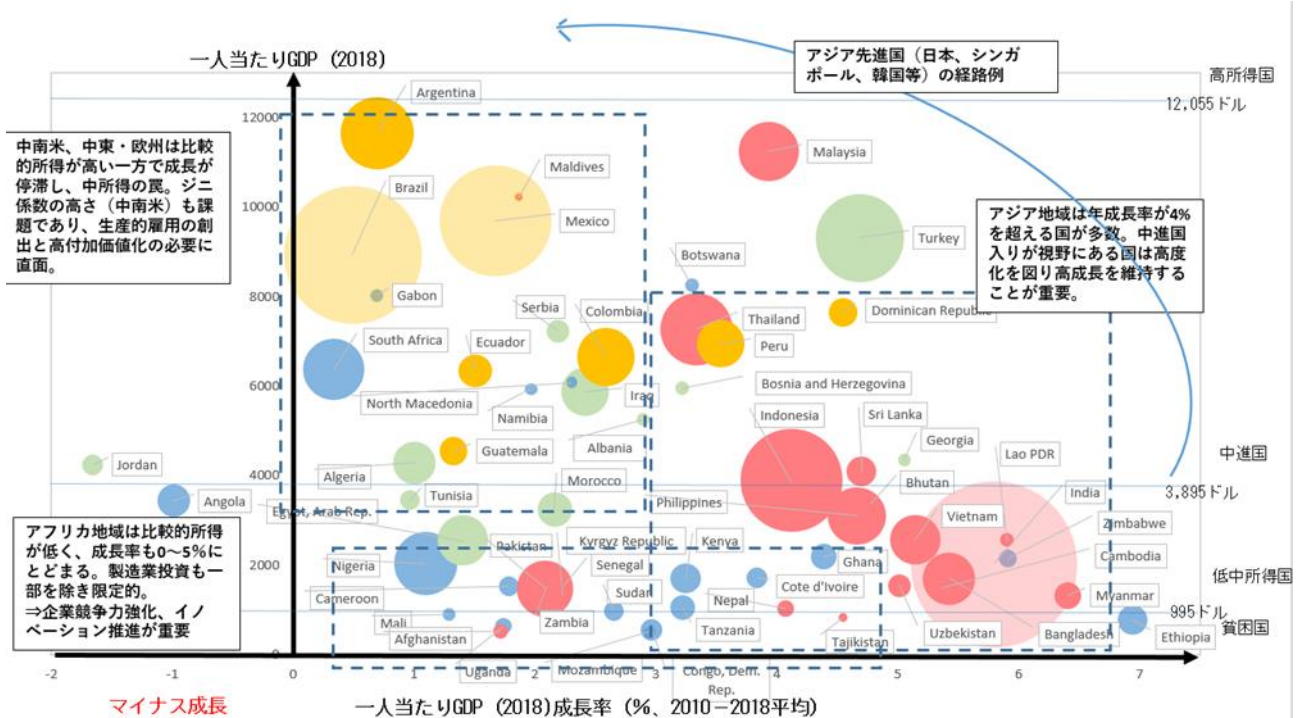 一人当たりGDP (2018)
アジア先進国（日本、シンガ
ポール、韓国等）の経路例
高所得国
12,055ドル
中南米、中東・欧州は比較
的所得が高い一方で成長が
停滞し、中所得の罠。ジニ
係数の高さ（中南米）も課
題であり、生産的雇用の創
出と高付加価値化の必要に
直面。
アジア地域は年成長率が4%
を超える国が多数。中進国
入りが視野にある国は高度
化を図り高成長を維持する
ことが重要。
12000
10000
8000
6000
4000
2000
0
Argentina
Malaysia
Maldives
Brazil
Mexico
Turkey
Botswana
Gabon
Serbia
Colombia
Thailand
Dominican Republic
South Africa
Ecuador
Peru
North Macedonia
Iraq
Bosnia and Herzegovina
Namibia
Indonesia
Sri Lanka
Guatemala
Albania
Georgia
Lao PDR
中進国
Jordan
Algeria
Morocco
Bhutan
India
3,895ドル
Angola
Tunisia
Philippines
Egypt, Arab Rep.
Vietnam
Zimbabwe
アフリカ地域は比較的所得
が低く、成長率も0～5%に
とどまる。製造業投資も一
部を除き限定的。
⇒企業競争力強化、イノ
ベーション推進が重要
Pakistan
Kyrgyz Republic
Kenya
Ghana
Cambodia
Nigeria
Senegal
低中所得国
Cameroon
Sudan
Nepal
Cote d'Ivoire
Myanmar
995ドル
Mali
Zambia
Tanzania
Uzbekistan
Bangladesh
Ethiopia
貧困国
Afghanistan
Tajikistan
Uganda
Mozambique
Congo, Dem.
Rep.
-2
-1
0
1
2
3
4
5
6
7
マイナス成長
一人当たりGDP (2018)成長率（%、2010－2018平均)